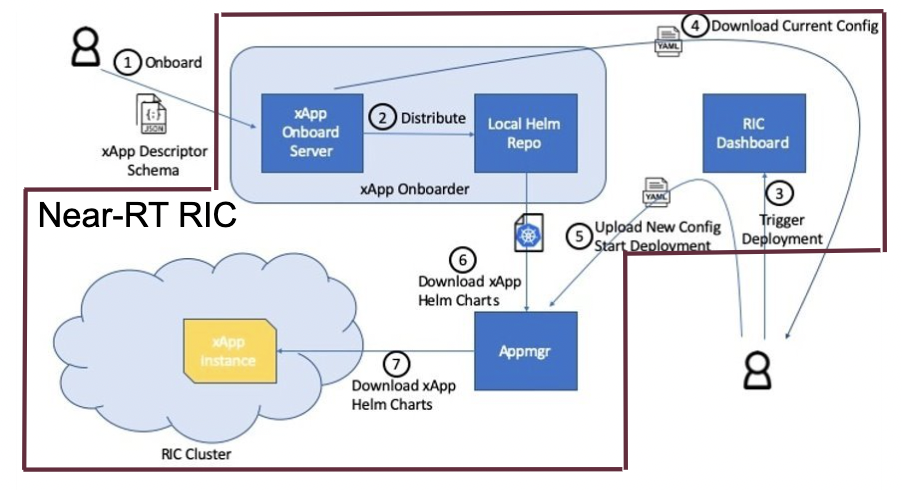 4 Download Current Config
YAML
1 Onboard
{:}
JSON
xApp Descriptor
Schema
xApp
Onboard
Server
2 Distribute
Local Helm
Repo
xApp Onboarder
RIC
Dashboard
3
Trigger
Deployment
YAML
5 Upload New Config
Start Deployment
Near-RT RIC
6
Download xApp
Helm Charts
Appmgr
xApp
Instance
7
Download xApp
Helm Charts
RIC Cluster